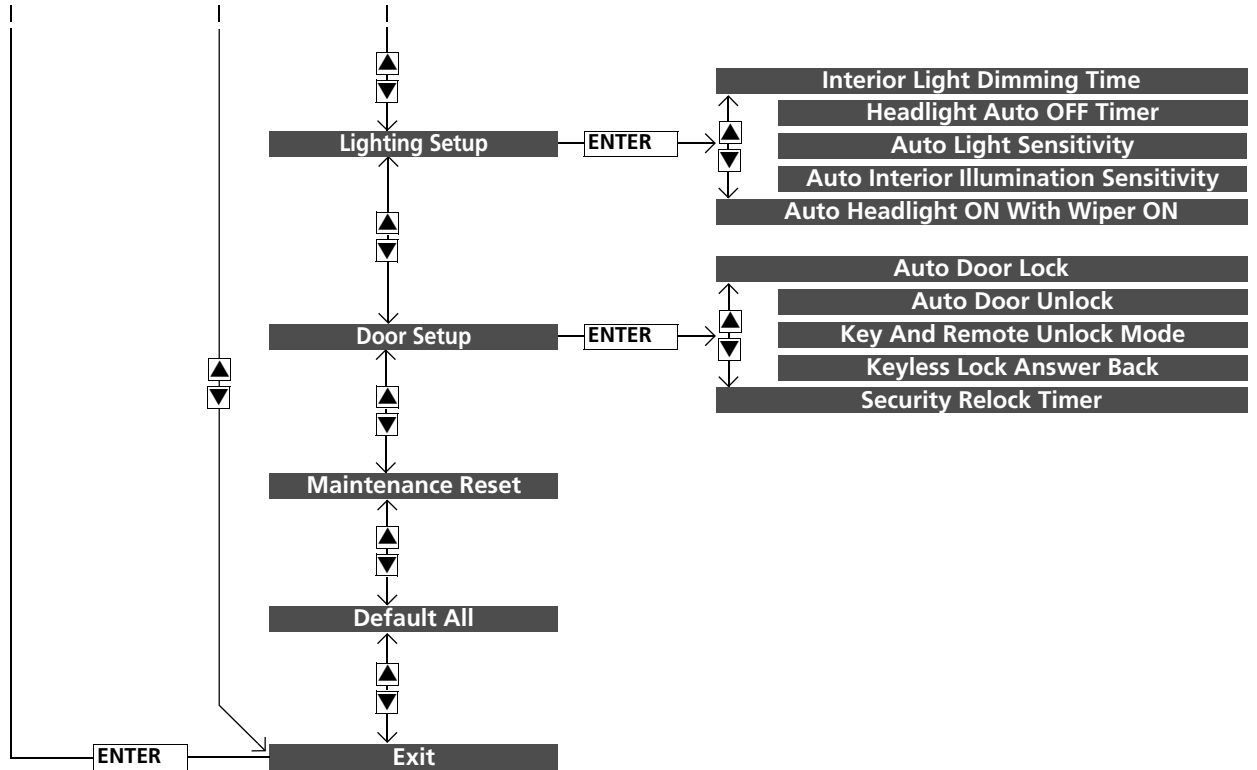 Lighting Setup
ENTER
Interior Light Dimming Time
Headlight Auto OFF Timer
Auto Light Sensitivity
Auto Interior Illumination Sensitivity
Auto Headlight ON With Wiper ON
Door Setup
ENTER
Auto Door Lock
Auto Door Unlock
Key And Remote Unlock Mode
Keyless Lock Answer Back
Security Relock Timer
Maintenance Reset
Default All
ENTER
Exit